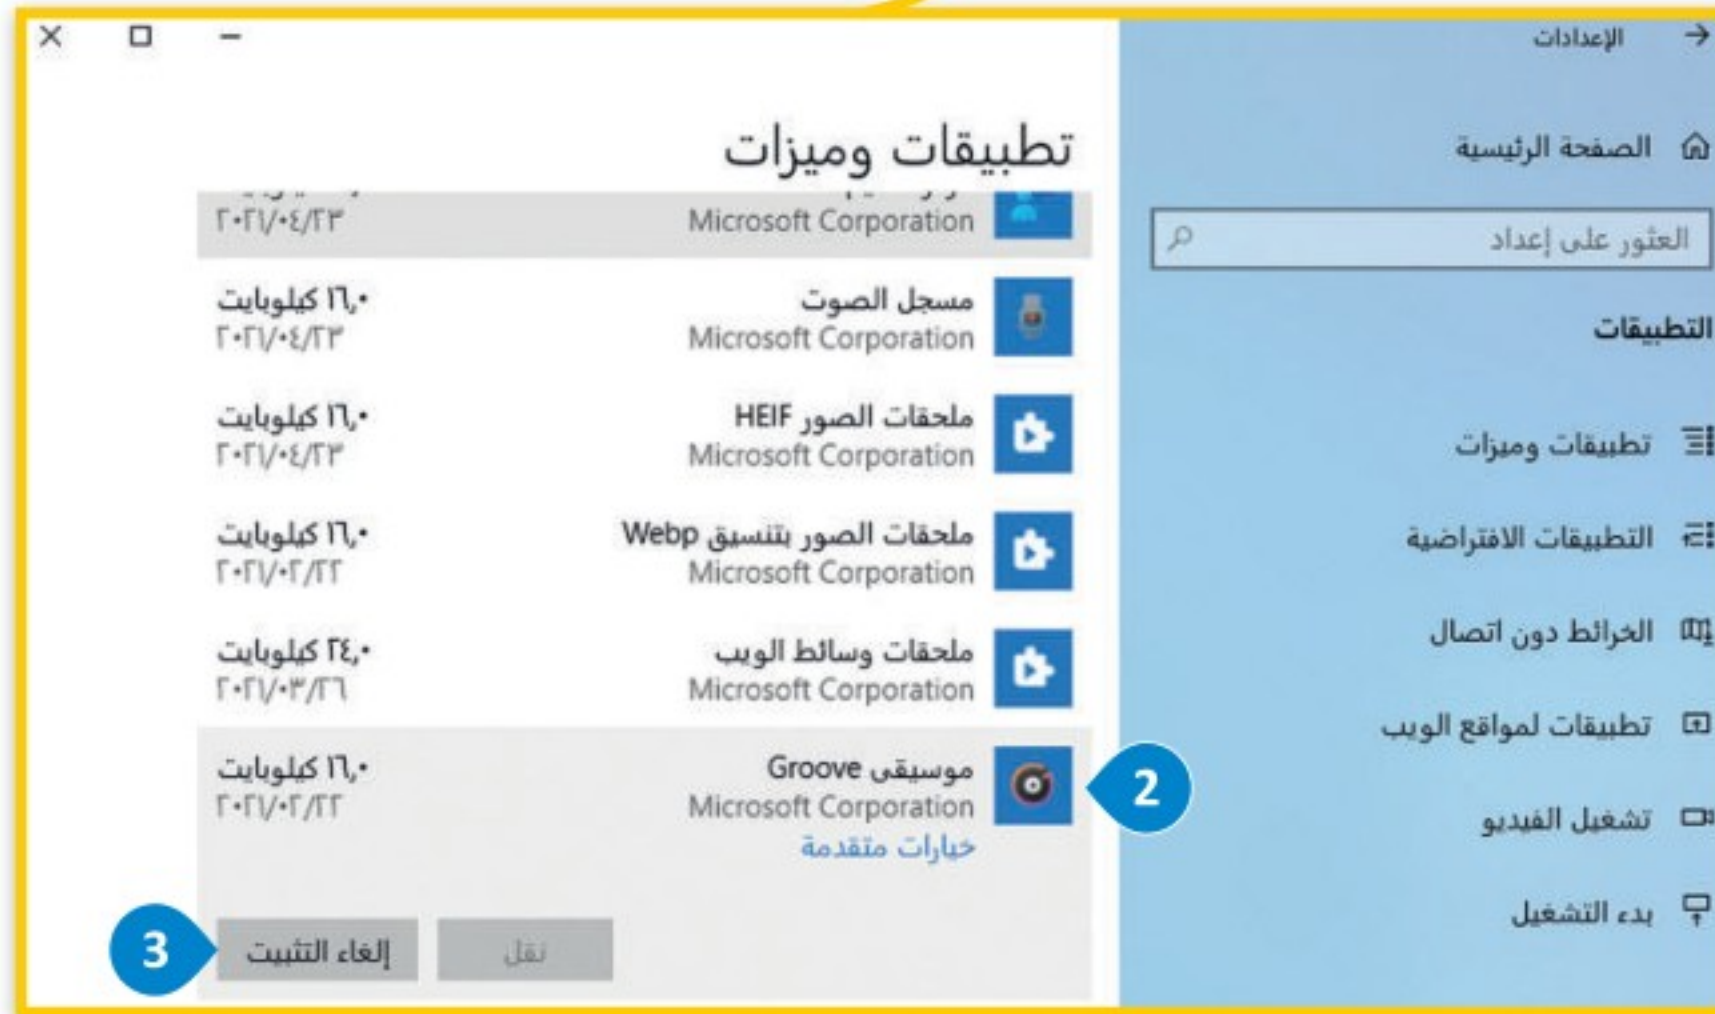 الإعدادات
الصفحة الرئيسية
العثور على إعداد
التطبيقات
تطبيقات وميزات
التطبيقات الافتراضية
الخرائط دون اتصال
تطبيقات لمواقع الويب
تشغيل الفيديو
بدء التشغيل
تطبيقات وميزات
Microsoft Corporation ٢٠٢١/٠٤/٢٣
مسجل الصوت ١٦,٠ كيلوبايت
Microsoft Corporation ٢٠٢١/٠٤/٢٣
ملحقات الصور HEIF ١٦,٠ كيلوبايت
Microsoft Corporation ٢٠٢١/٠٤/٢٣
ملحقات الصور بتنسيق Webp ١٦,٠ كيلوبايت
Microsoft Corporation ٢٠٢١/٠٢/٢٢
ملحقات وسائط الويب ٢٤,٠ كيلوبايت
Microsoft Corporation ٢٠٢١/٠٣/٢٦
2
موسيقى Groove ١٦,٠ كيلوبايت
Microsoft Corporation ٢٠٢١/٠٢/٢٢
خيارات متقدمة
نقل إلغاء التثبيت 3